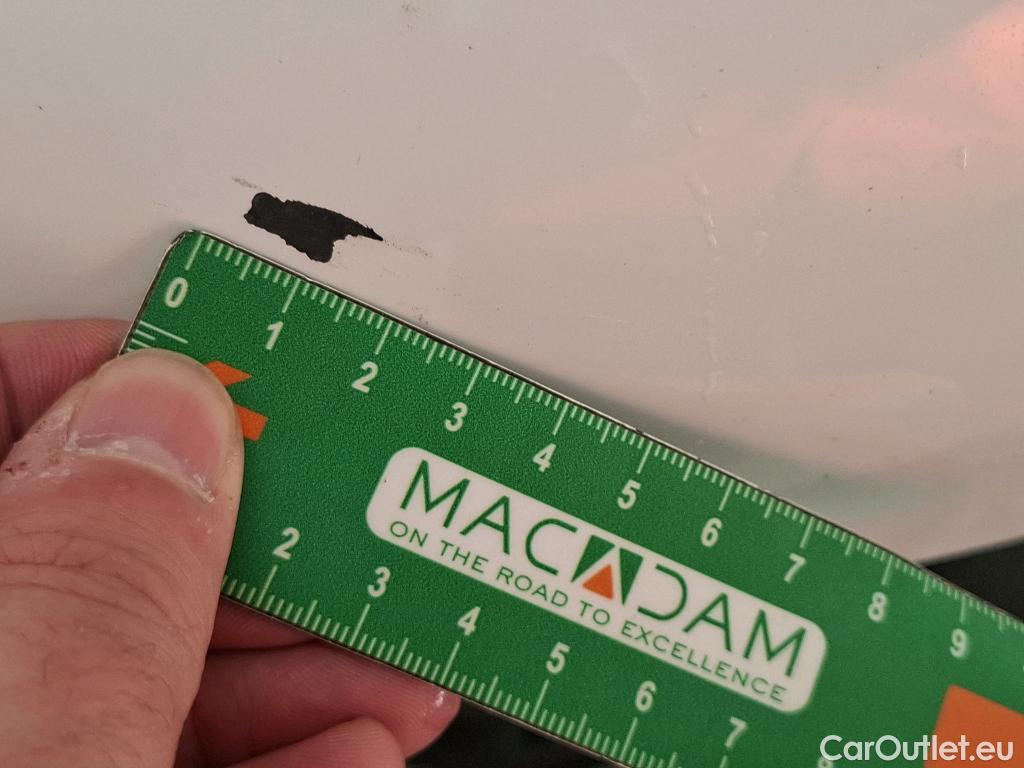 0 1 2 3 4 5 6 7 8 9
MACADAM
ON THE ROAD TO EXCELLENCE
2 3 4 5 6 7
CarOutlet.eu